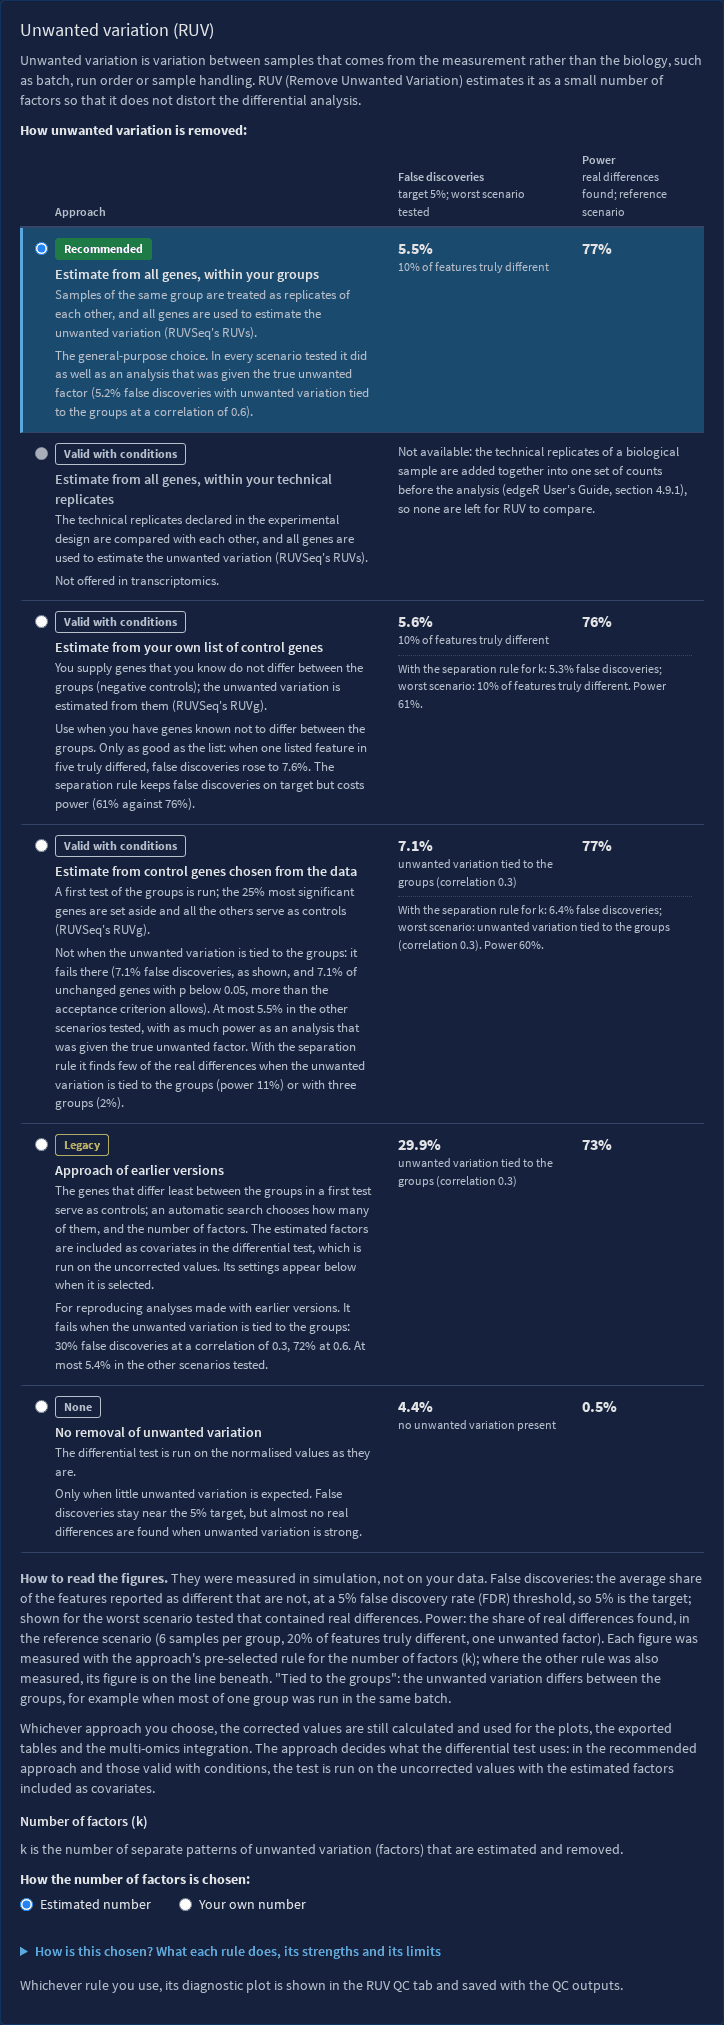 Unwanted variation (RUV)
Unwanted variation is variation between samples that comes from the measurement rather than the biology, such
as batch, run order or sample handling. RUV (Remove Unwanted Variation) estimates it as a small number of
factors so that it does not distort the differential analysis.
How unwanted variation is removed:
Approach
False discoveries
target 5%; worst scenario
tested
Power
real differences
found; reference
scenario
Recommended
Estimate from all genes, within your groups
Samples of the same group are treated as replicates of
each other, and all genes are used to estimate the
unwanted variation (RUVSeq's RUVs).
The general-purpose choice. In every scenario tested it did
as well as an analysis that was given the true unwanted
factor (5.2% false discoveries with unwanted variation tied
to the groups at a correlation of 0.6).
5.5%
10% of features truly different
77%
Valid with conditions
Estimate from all genes, within your technical
replicates
The technical replicates declared in the experimental
design are compared with each other, and all genes are
used to estimate the unwanted variation (RUVSeq's RUVs).
Not offered in transcriptomics.
Not available: the technical replicates of a biological
sample are added together into one set of counts
before the analysis (edgeR User's Guide, section 4.9.1),
so none are left for RUV to compare.
Valid with conditions
Estimate from your own list of control genes
You supply genes that you know do not differ between the
groups (negative controls); the unwanted variation is
estimated from them (RUVSeq's RUVg).
Use when you have genes known not to differ between the
groups. Only as good as the list: when one listed feature in
five truly differed, false discoveries rose to 7.6%. The
separation rule keeps false discoveries on target but costs
power (61% against 76%).
5.6%
10% of features truly different
76%
With the separation rule for k: 5.3% false discoveries;
worst scenario: 10% of features truly different. Power
61%.
Valid with conditions
Estimate from control genes chosen from the data
A first test of the groups is run; the 25% most significant
genes are set aside and all the others serve as controls
(RUVSeq's RUVg).
Not when the unwanted variation is tied to the groups: it
fails there (7.1% false discoveries, as shown, and 7.1% of
unchanged genes with p below 0.05, more than the
acceptance criterion allows). At most 5.5% in the other
scenarios tested, with as much power as an analysis that
was given the true unwanted factor. With the separation
rule it finds few of the real differences when the unwanted
variation is tied to the groups (power 11%) or with three
groups (2%).
7.1%
unwanted variation tied to the
groups (correlation 0.3)
77%
With the separation rule for k: 6.4% false discoveries;
worst scenario: unwanted variation tied to the groups
(correlation 0.3). Power 60%.
Legacy
Approach of earlier versions
The genes that differ least between the groups in a first test
serve as controls; an automatic search chooses how many
of them, and the number of factors. The estimated factors
are included as covariates in the differential test, which is
run on the uncorrected values. Its settings appear below
when it is selected.
For reproducing analyses made with earlier versions. It
fails when the unwanted variation is tied to the groups:
30% false discoveries at a correlation of 0.3, 72% at 0.6. At
most 5.4% in the other scenarios tested.
29.9%
unwanted variation tied to the
groups (correlation 0.3)
73%
None
No removal of unwanted variation
The differential test is run on the normalised values as they
are.
Only when little unwanted variation is expected. False
discoveries stay near the 5% target, but almost no real
differences are found when unwanted variation is strong.
4.4%
no unwanted variation present
0.5%
How to read the figures. They were measured in simulation, not on your data. False discoveries: the average share
of the features reported as different that are not, at a 5% false discovery rate (FDR) threshold, so 5% is the target;
shown for the worst scenario tested that contained real differences. Power: the share of real differences found, in
the reference scenario (6 samples per group, 20% of features truly different, one unwanted factor). Each figure was
measured with the approach's pre-selected rule for the number of factors (k); where the other rule was also
measured, its figure is on the line beneath. "Tied to the groups": the unwanted variation differs between the
groups, for example when most of one group was run in the same batch.
Whichever approach you choose, the corrected values are still calculated and used for the plots, the exported
tables and the multi-omics integration. The approach decides what the differential test uses: in the recommended
approach and those valid with conditions, the test is run on the uncorrected values with the estimated factors
included as covariates.
Number of factors (k)
k is the number of separate patterns of unwanted variation (factors) that are estimated and removed.
How the number of factors is chosen:
Estimated number
Your own number
How is this chosen? What each rule does, its strengths and its limits
Whichever rule you use, its diagnostic plot is shown in the RUV QC tab and saved with the QC outputs.